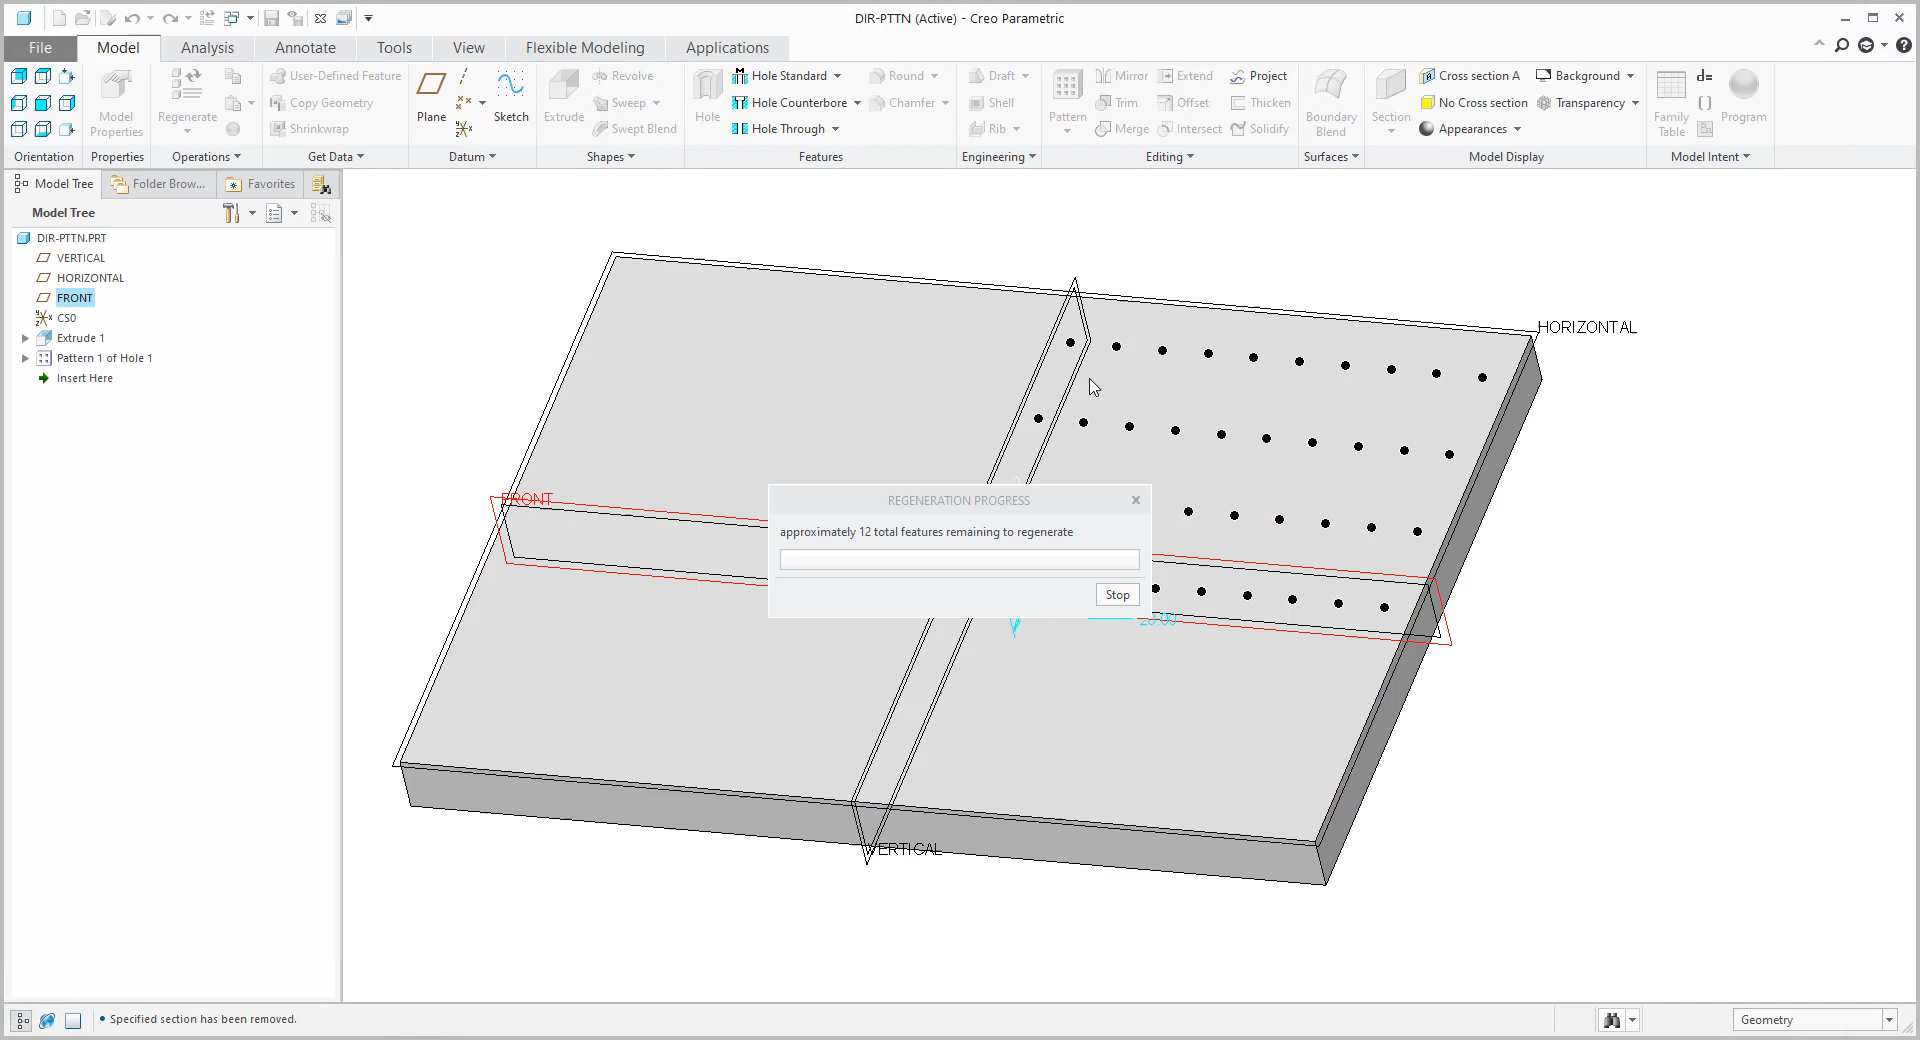 DIR-PTTN (Active) - Creo Parametric
File Model Analysis Annotate Tools View Flexible Modeling Applications
User-Defined Feature Revolve Hole Standard Round Draft Mirror Extend Project Cross section A Background d=
Copy Geometry Sweep Hole Counterbore Chamfer Shell Trim Offset Thicken No Cross section Transparency
Model Properties Regenerate Plane Sketch Extrude Hole Pattern Boundary Blend Section Family Table Program
Shrinkwrap Swept Blend Hole Through Rib Merge Intersect Solidify Appearances
Orientation Properties Operations Get Data Datum Shapes Features Engineering Editing Surfaces Model Display Model Intent
Model Tree Folder Brow... Favorites
Model Tree
DIR-PTTN.PRT
VERTICAL
HORIZONTAL
FRONT
CS0
Extrude 1
Pattern 1 of Hole 1
Insert Here
HORIZONTAL
FRONT
REGENERATION PROGRESS
approximately 12 total features remaining to regenerate
Stop
20.00
VERTICAL
Specified section has been removed.
Geometry